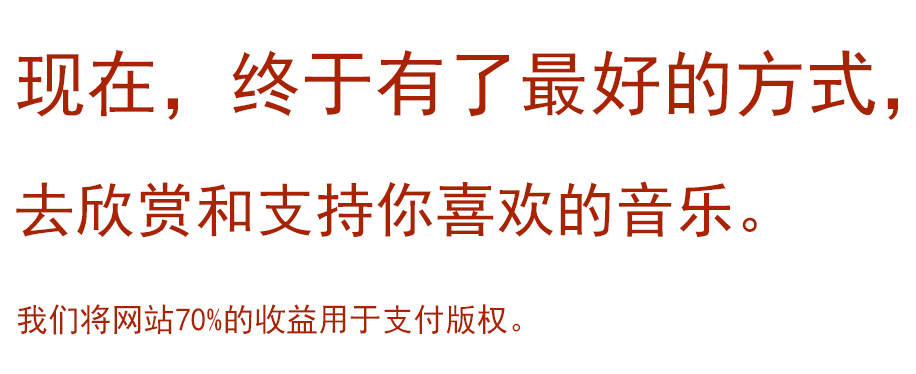 现在，终于有了最好的方式，
去欣赏和支持你喜欢的音乐。
我们将网站70%的收益用于支付版权。